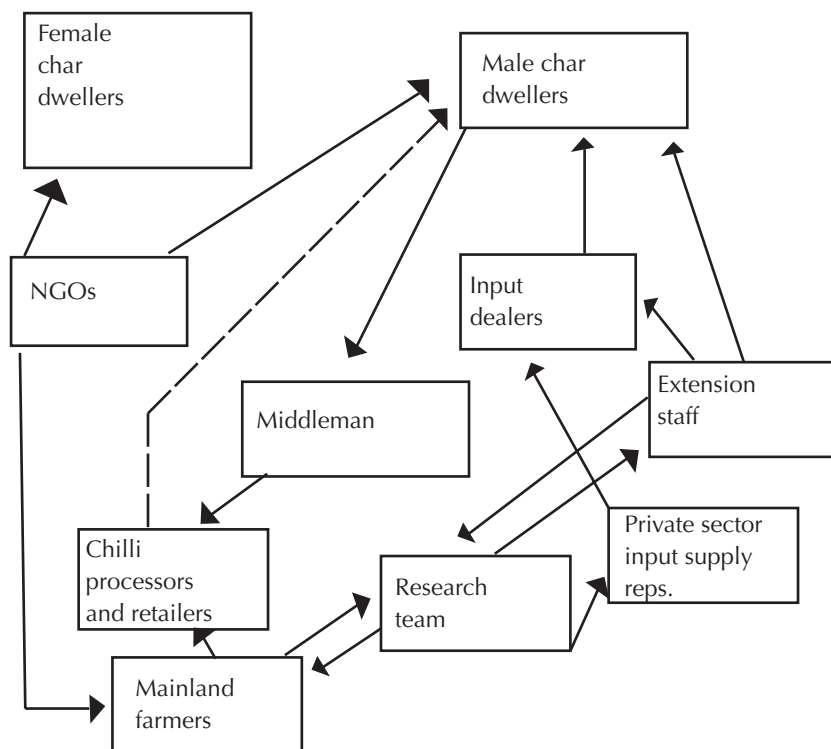 Female
char
dwellers
Male char
dwellers
NGOs
Input
dealers
Extension
staff
Middleman
Private sector
input supply
reps.
Chilli
processors
and retailers
Research
team
Mainland
farmers